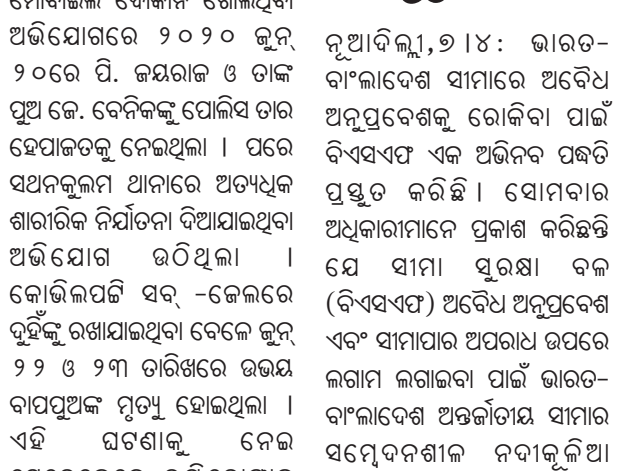 ମୋବାଇଲ ଦୋକାନ ଖୋଲିଥିବା
ଅଭିଯୋଗରେ ୨୦୨୦ ଜୁନ୍
୨୦ରେ ପି. ଜୟରାଜ ଓ ତାଙ୍କ
ପୁଅ ଜେ. ବେନିକଙ୍କୁ ପୋଲିସ ତାର
ହେପାଜତକୁ ନେଇଥିଲା । ପରେ
ସଥନକୁଲମ ଥାନାରେ ଅତ୍ୟଧିକ
ଶାରୀରିକ ନିର୍ଯାତନା ଦିଆଯାଇଥିବା
ଅଭିଯୋଗ ଉଠିଥିଲା ।
କୋଭିଲପଟ୍ଟି ସବ୍ -ଜେଲରେ
ଦୁହିଁଙ୍କୁ ରଖାଯାଇଥିବା ବେଳେ ଜୁନ୍
୨୨ ଓ ୨୩ ତାରିଖରେ ଉଭୟ
ବାପପୁଅଙ୍କ ମୃତ୍ୟୁ ହୋଇଥିଲା ।
ଏହି ଘଟଣାକୁ ନେଇ
ନୂଆଦିଲ୍ଲୀ,୭।୪: ଭାରତ-
ବାଂଲାଦେଶ ସୀମାରେ ଅବୈଧ
ଅନୁପ୍ରବେଶକୁ ରୋକିବା ପାଇଁ
ବିଏସଏଫ ଏକ ଅଭିନବ ପଦ୍ଧତି
ପ୍ରସ୍ତୁତ କରିଛି। ସୋମବାର
ଅଧିକାରୀମାନେ ପ୍ରକାଶ କରିଛନ୍ତି
ଯେ ସୀମା ସୁରକ୍ଷା ବଳ
(ବିଏସଏଫ) ଅବୈଧ ଅନୁପ୍ରବେଶ
ଏବଂ ସୀମାପାର ଅପରାଧ ଉପରେ
ଲଗାମ ଲଗାଇବା ପାଇଁ ଭାରତ-
ବାଂଲାଦେଶ ଅନ୍ତର୍ଜାତୀୟ ସୀମାର
ସମ୍ବେଦନଶୀଳ ନଦୀକୂଳିଆ